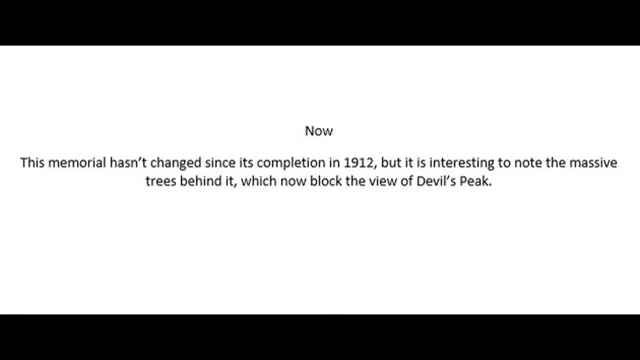 Now
This memorial hasn't changed since its completion in 1912, but it is interesting to note the massive
trees behind it, which now block the view of Devil's Peak.